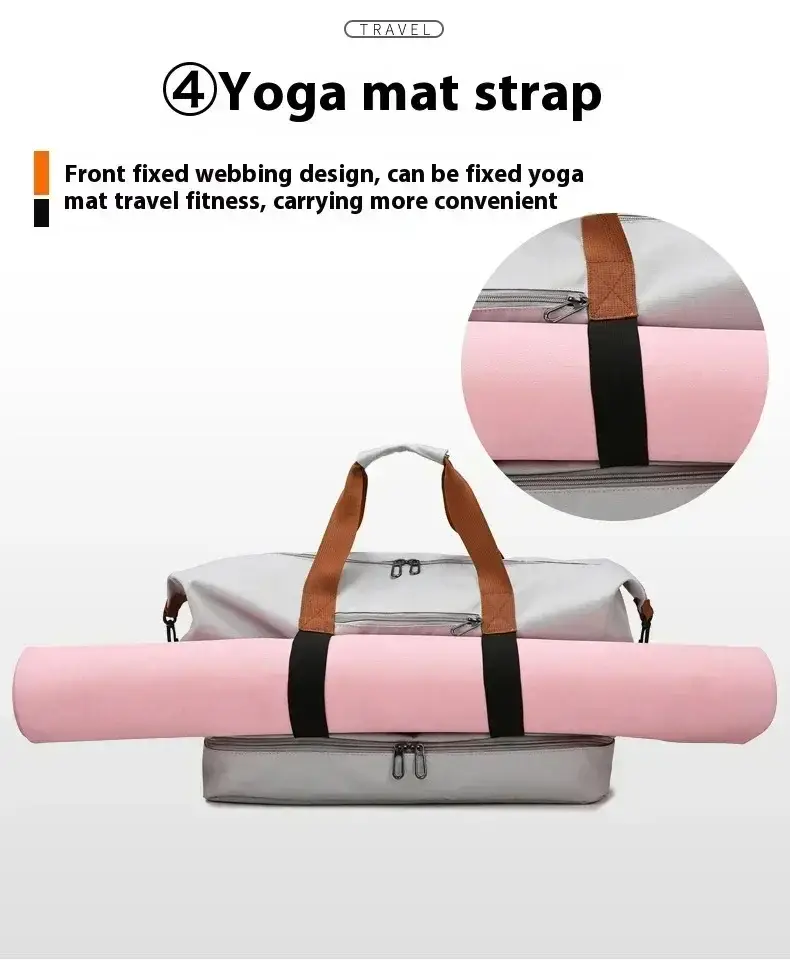 TRAVEL
④Yoga mat strap
Front fixed webbing design, can be fixed yoga
mat travel fitness, carrying more convenient